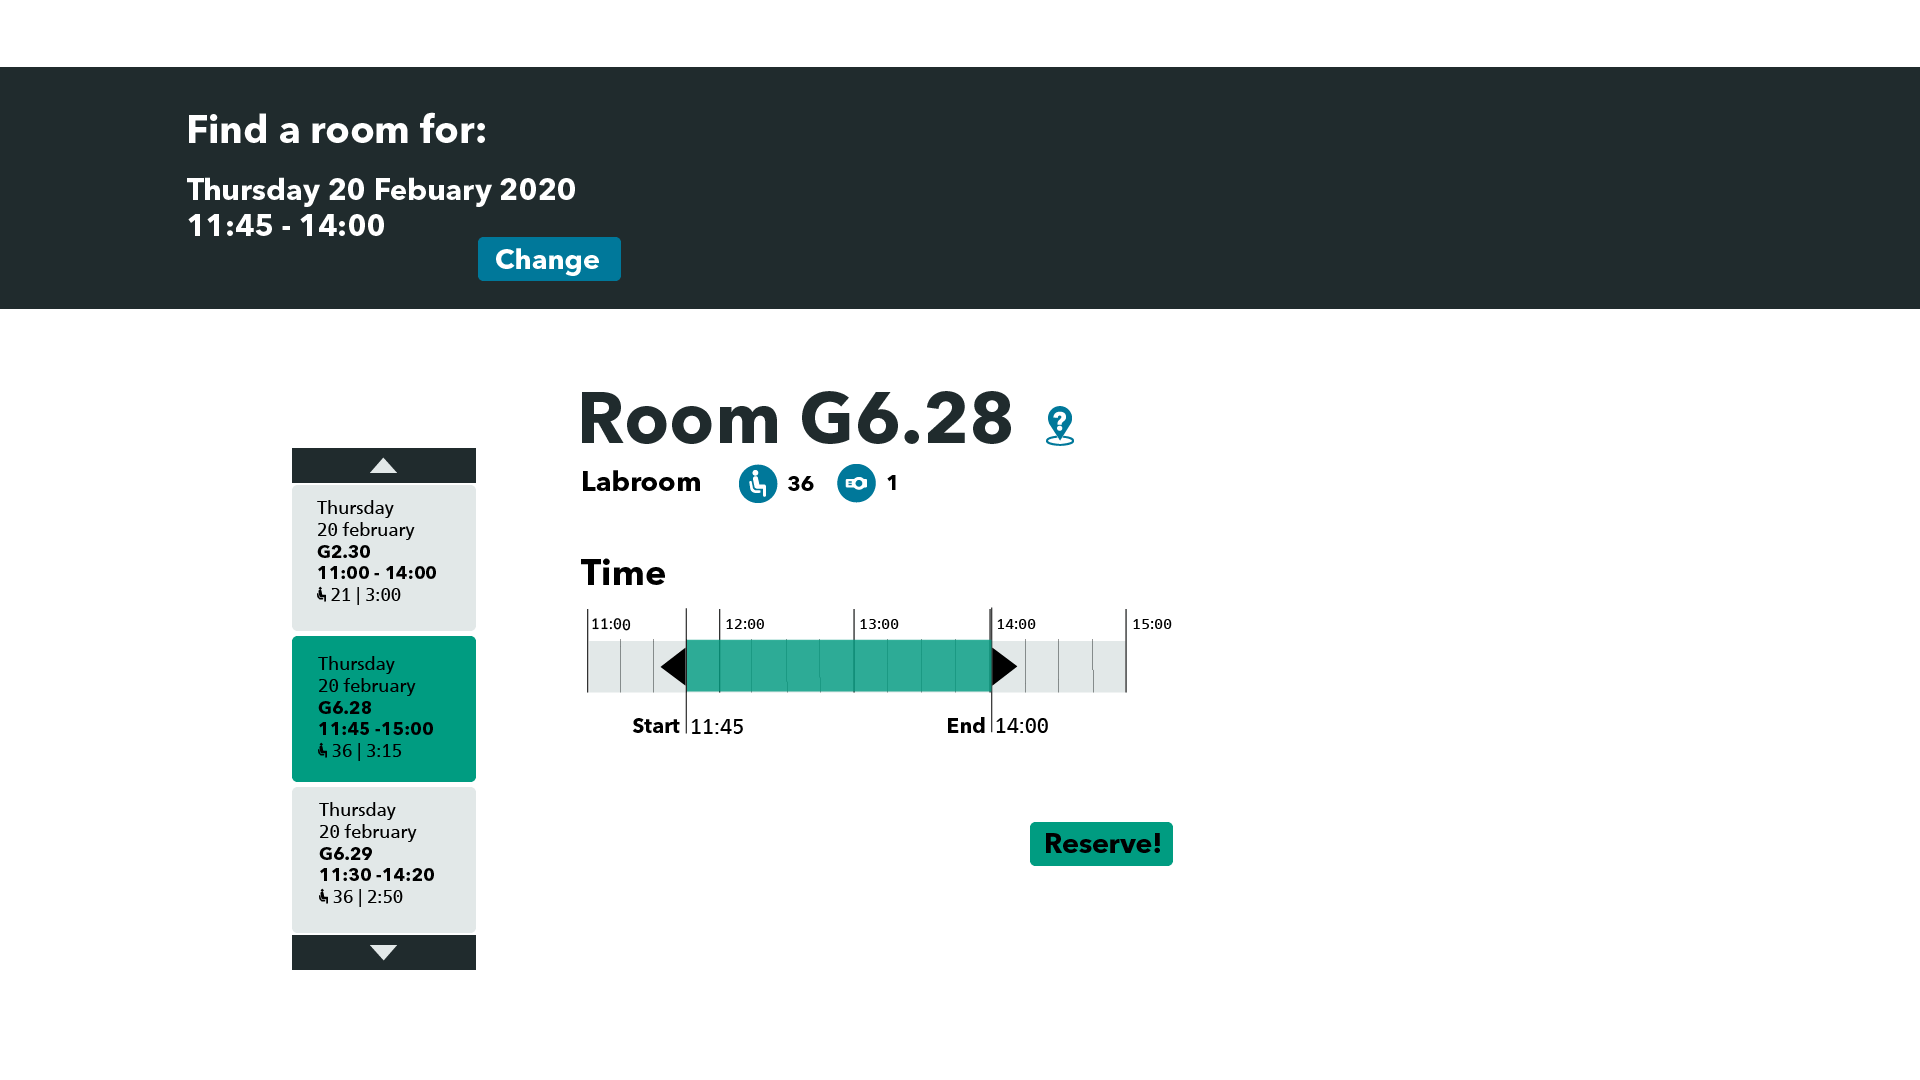 Find a room for:
Thursday 20 Febuary 2020
11:45 - 14:00
Change
Room G6.28
?
Labroom 36 1
Thursday
20 february
G2.30
11:00 - 14:00
21 | 3:00
Thursday
20 february
G6.28
11:45 -15:00
36 | 3:15
Thursday
20 february
G6.29
11:30 -14:20
36 | 2:50
Time
11:00 12:00 13:00 14:00 15:00
Start 11:45 End 14:00
Reserve!